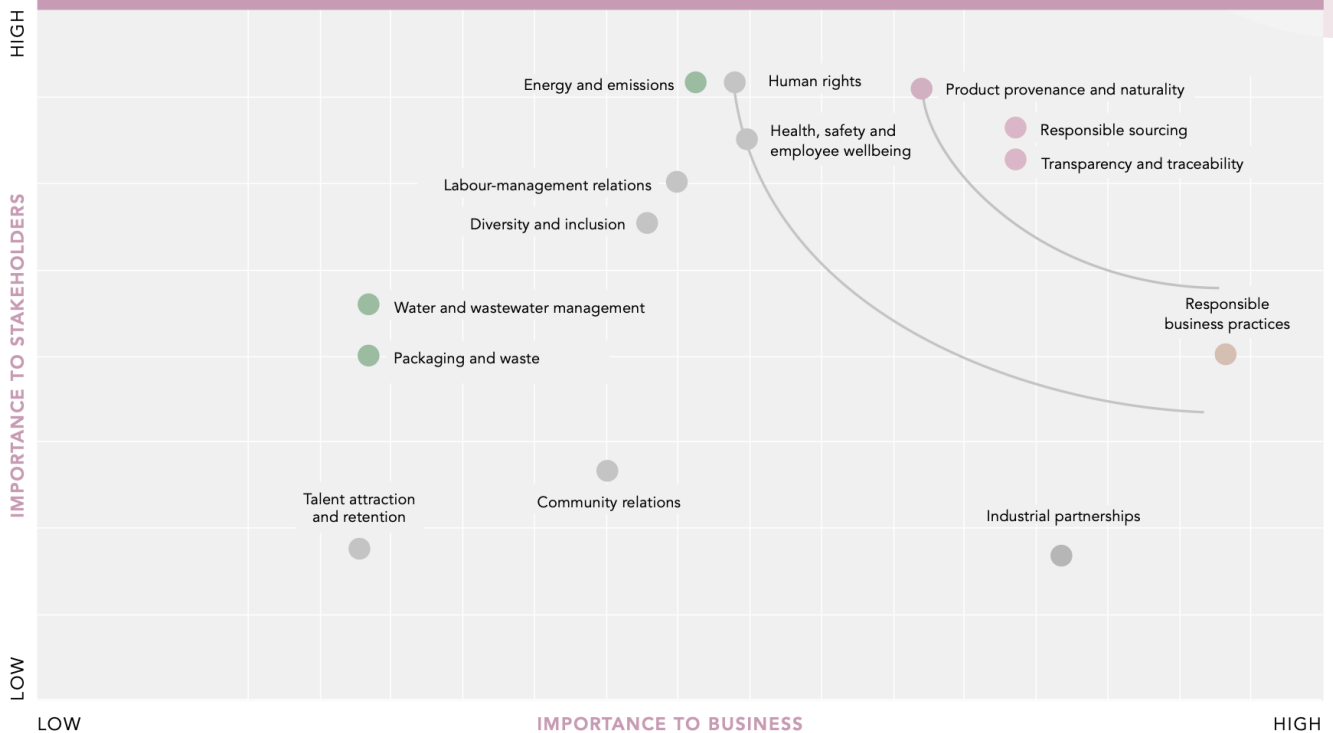 HIGH
Energy and emissions
Human rights
Product provenance and naturality
Health, safety and
employee wellbeing
Responsible sourcing
Transparency and traceability
Labour-management relations
Diversity and inclusion
IMPORTANCE TO STAKEHOLDERS
Water and wastewater management
Responsible
business practices
Packaging and waste
Talent attraction
and retention
Community relations
Industrial partnerships
LOW
LOW
IMPORTANCE TO BUSINESS
HIGH